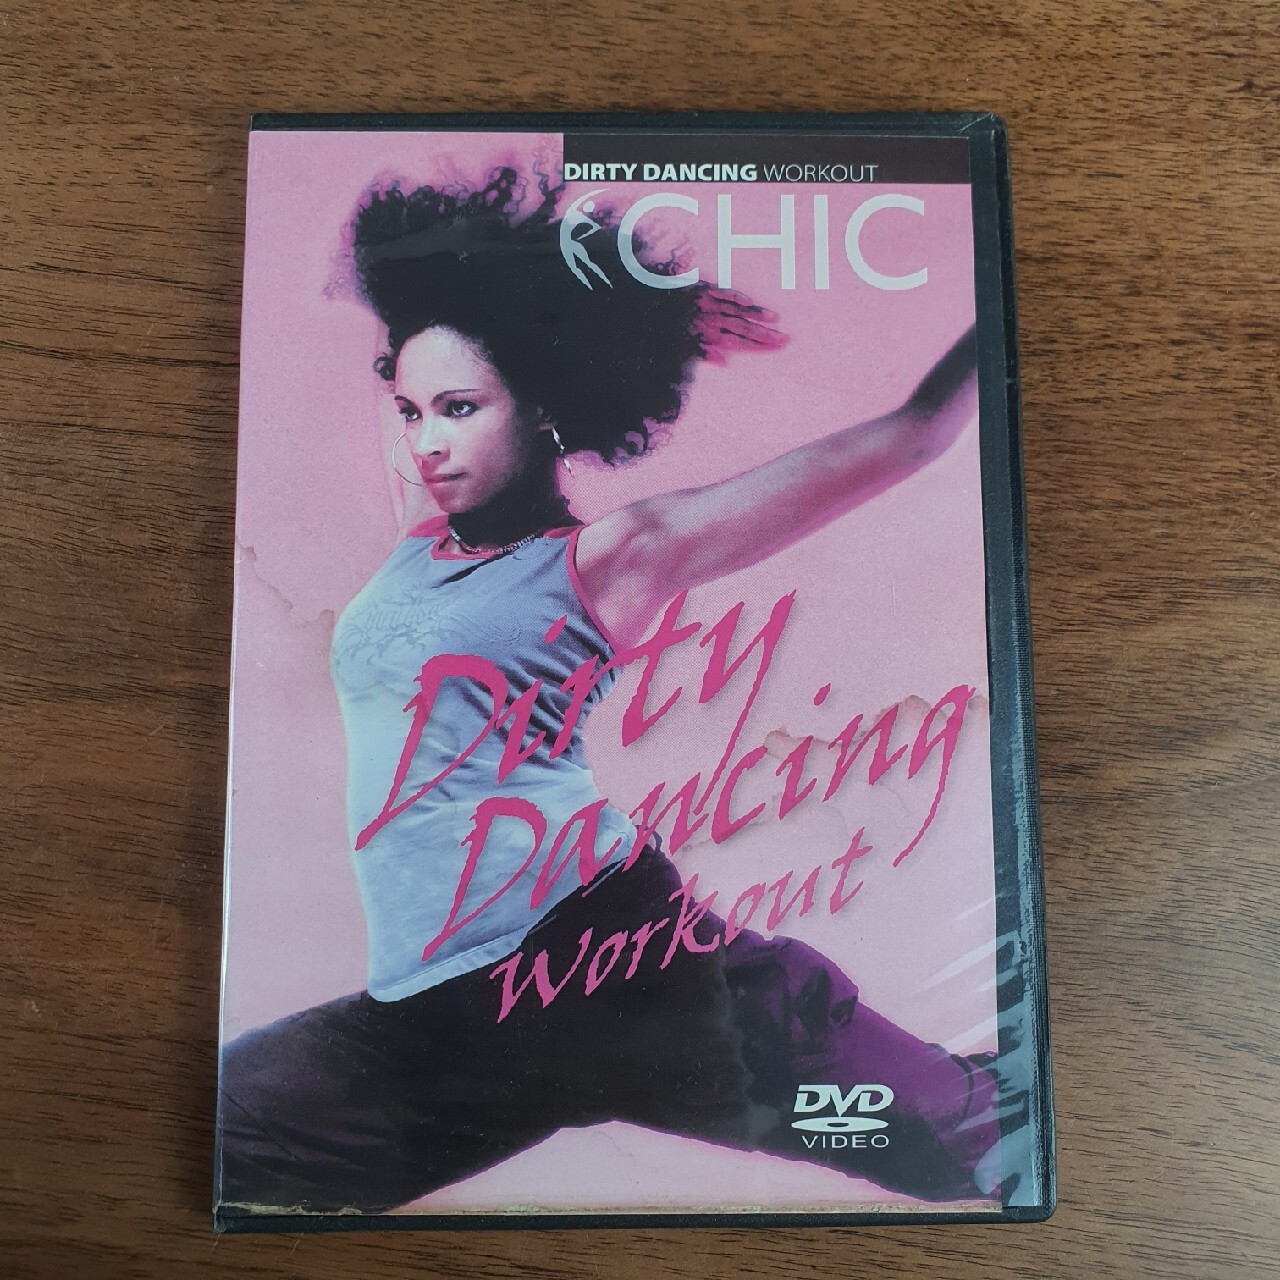 DIRTY DANCING WORKOUT
CHIC
Dirty
Dancing
Workout
DVD
VIDEO